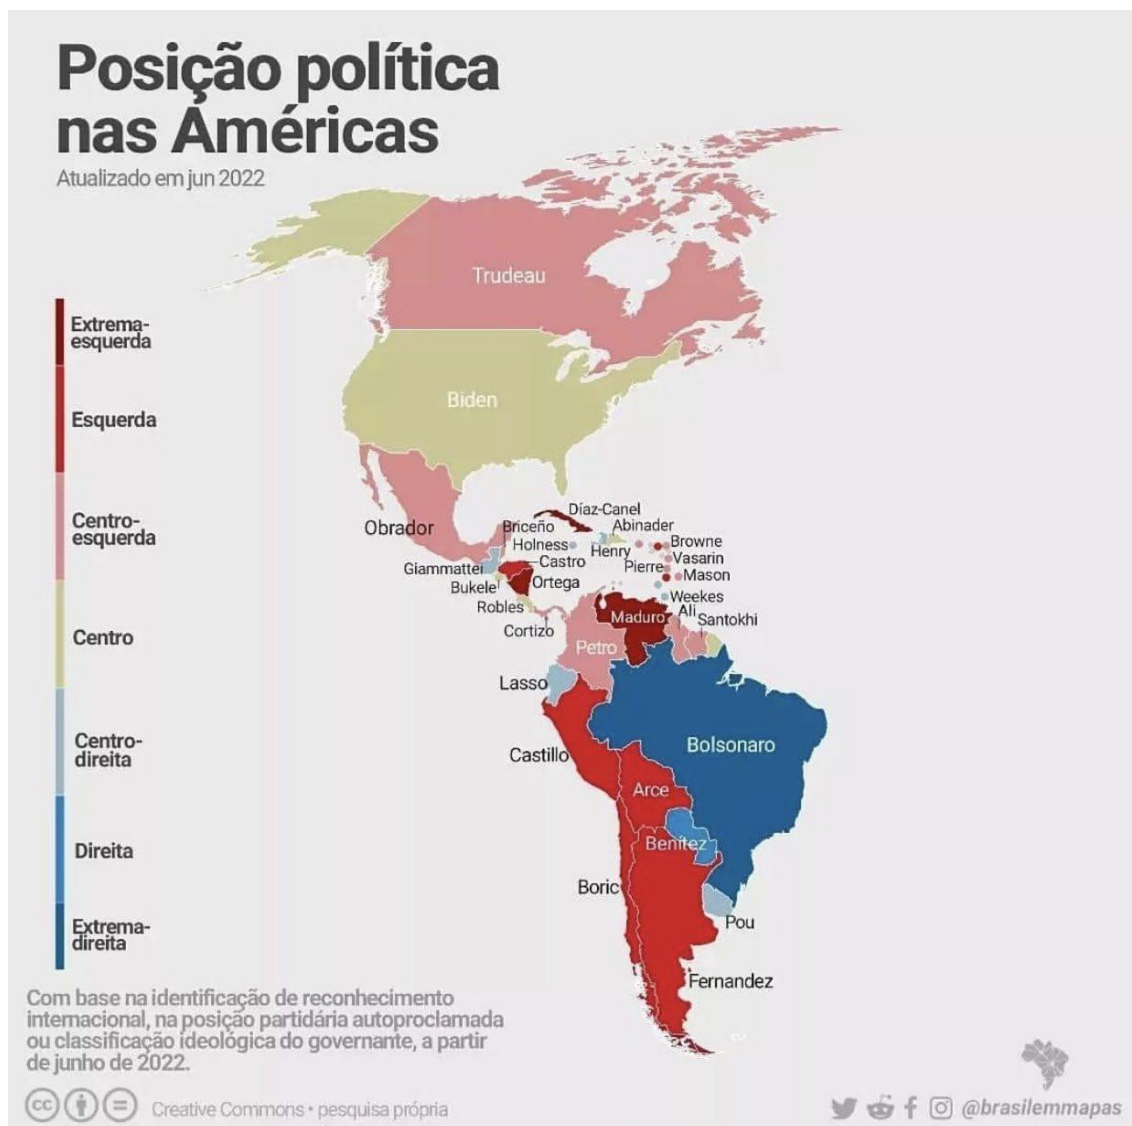 Posição política
nas Américas
Atualizado em jun 2022
Trudeau
Extrema-
esquerda
Esquerda
Biden
Centro-
esquerda
Díaz-Canel
Obrador
Briceño
Abinader
Holness
Henry
Browne
Giammattei
Castro
Vasarin
Pierre
Mason
Bukele
Ortega
Weekes
Robles
Maduro
Ali
Santokhi
Cortizo
Centro
Petro
Lasso
Centro-
direita
Castillo
Bolsonaro
Arce
Direita
Benítez
Boric
Pou
Extrema-
direita
Fernandez
Com base na identificação de reconhecimento
internacional, na posição partidária autoproclamada
ou classificação ideológica do governante, a partir
de junho de 2022.
cc
Creative Commons • pesquisa própria
@brasilemmapas